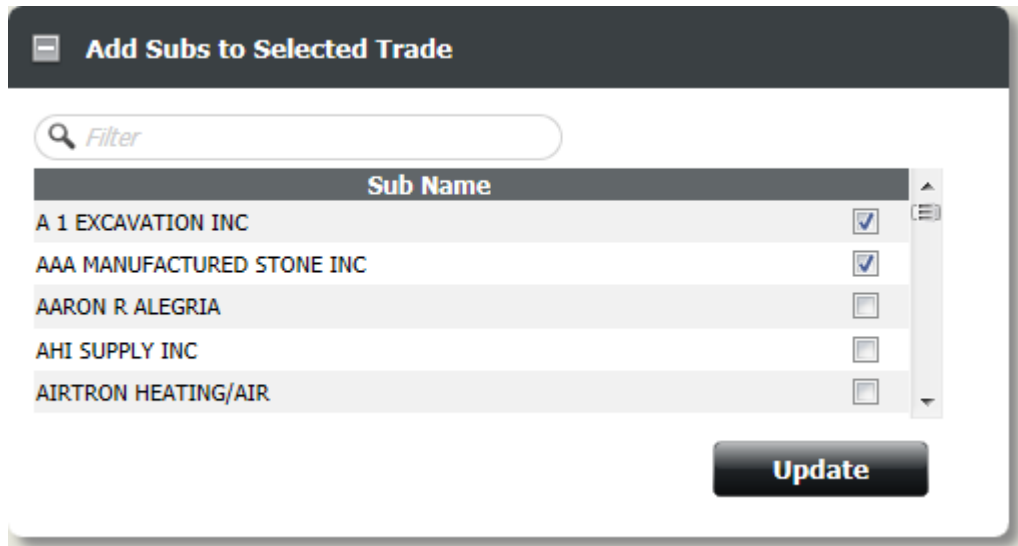 Add Subs to Selected Trade
Filter
Sub Name
A 1 EXCAVATION INC
AAA MANUFACTURED STONE INC
AARON R ALEGRIA
AHI SUPPLY INC
AIRTRON HEATING/AIR
Update